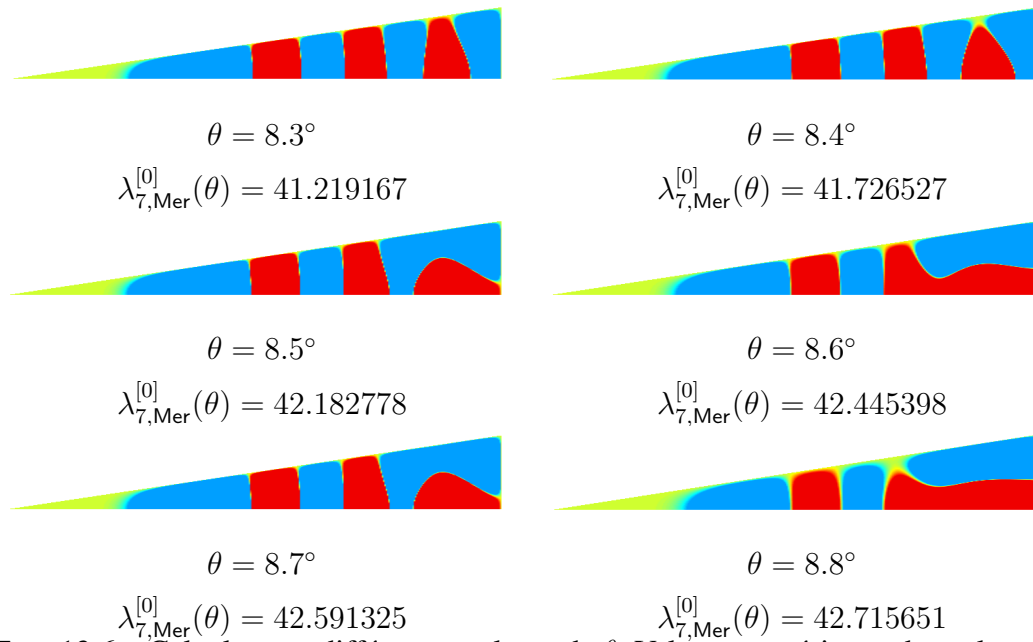 θ = 8.3° θ = 8.4°
λ^{[0]}_{7,Mer}(θ) = 41.219167 λ^{[0]}_{7,Mer}(θ) = 41.726527
θ = 8.5° θ = 8.6°
λ^{[0]}_{7,Mer}(θ) = 42.182778 λ^{[0]}_{7,Mer}(θ) = 42.445398
θ = 8.7° θ = 8.8°
λ^{[0]}_{7,Mer}(θ) = 42.591325 λ^{[0]}_{7,Mer}(θ) = 42.715651